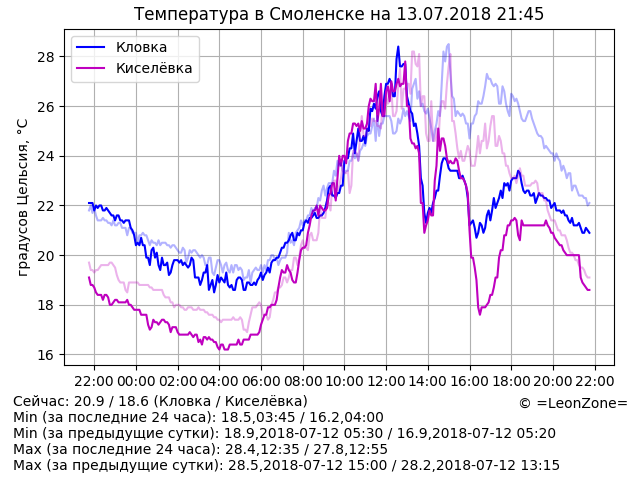 Температура в Смоленске на 13.07.2018 21:45
Кловка
Киселёвка
градусов Цельсия, °C
28
26
24
22
20
18
16
22:00 00:00 02:00 04:00 06:00 08:00 10:00 12:00 14:00 16:00 18:00 20:00 22:00
Сейчас: 20.9 / 18.6 (Кловка / Киселёвка)
© =LeonZone=
Min (за последние 24 часа): 18.5,03:45 / 16.2,04:00
Min (за предыдущие сутки): 18.9,2018-07-12 05:30 / 16.9,2018-07-12 05:20
Max (за последние 24 часа): 28.4,12:35 / 27.8,12:55
Max (за предыдущие сутки): 28.5,2018-07-12 15:00 / 28.2,2018-07-12 13:15